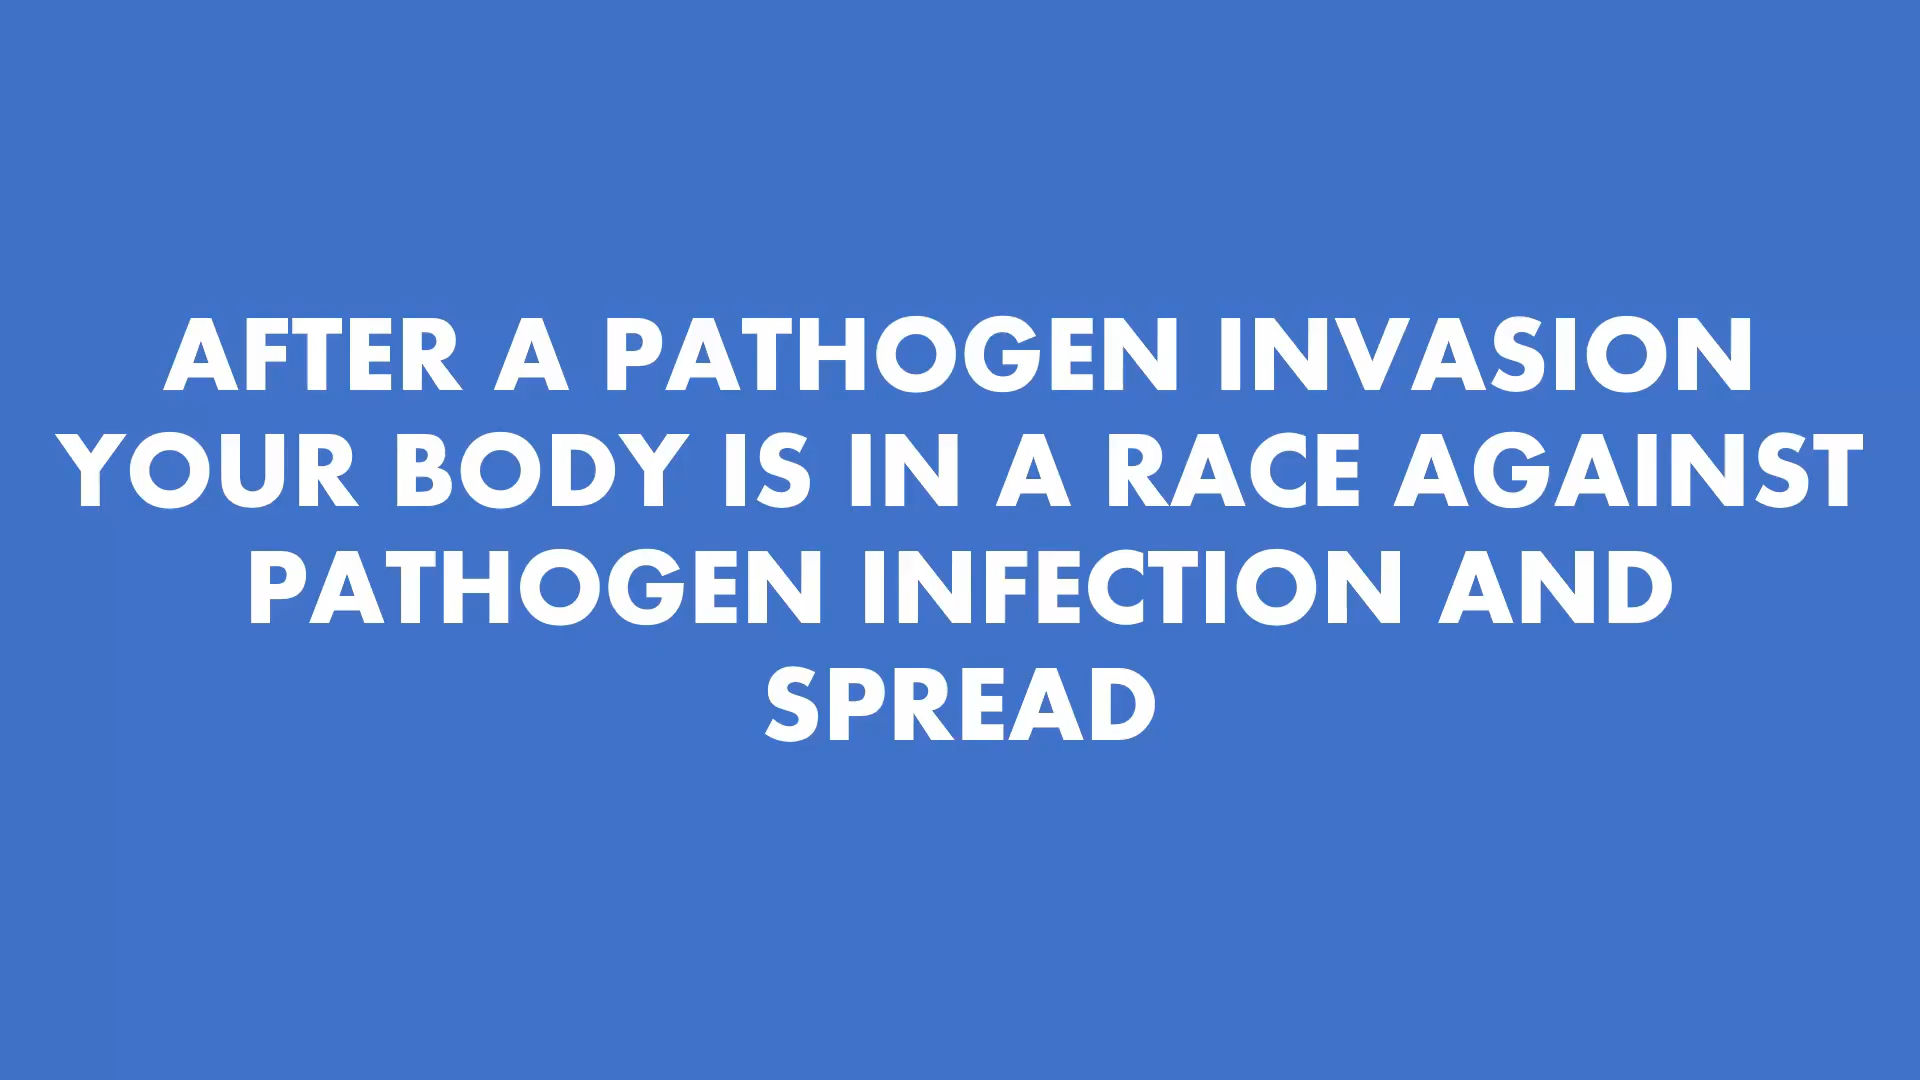 AFTER A PATHOGEN INVASION
YOUR BODY IS IN A RACE AGAINST
PATHOGEN INFECTION AND
SPREAD